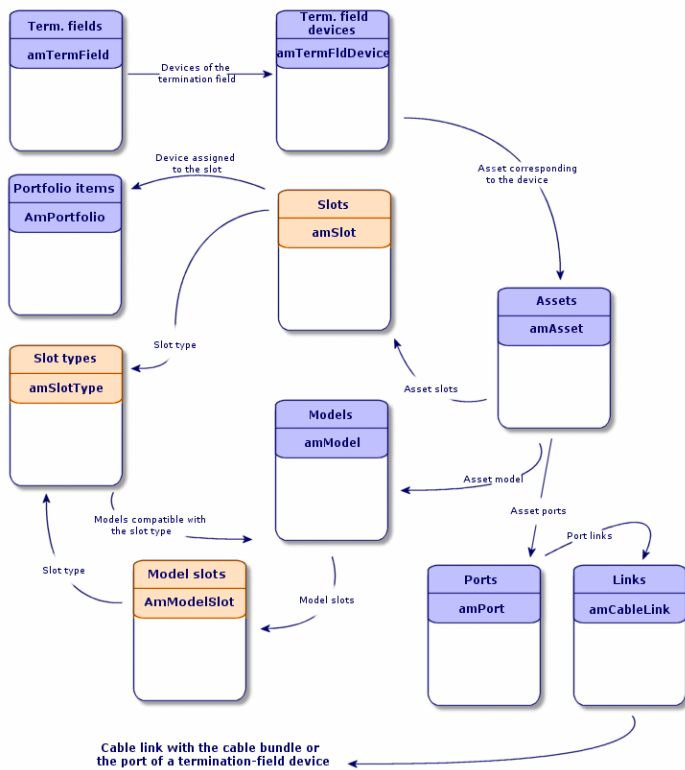 Term. fields
amTermField
Term. field
devices
amTermFldDevice
Devices of the
termination field
Asset corresponding
to the device
Device assigned
to the slot
Portfolio items
AmPortfolio
Slots
amSlot
Assets
amAsset
Slot type
Slot types
amSlotType
Asset slots
Models
amModel
Asset model
Asset ports
Models compatible with
the slot type
Port links
Slot type
Model slots
AmModelSlot
Model slots
Ports
amPort
Links
amCableLink
Cable link with the cable bundle or
the port of a termination-field device